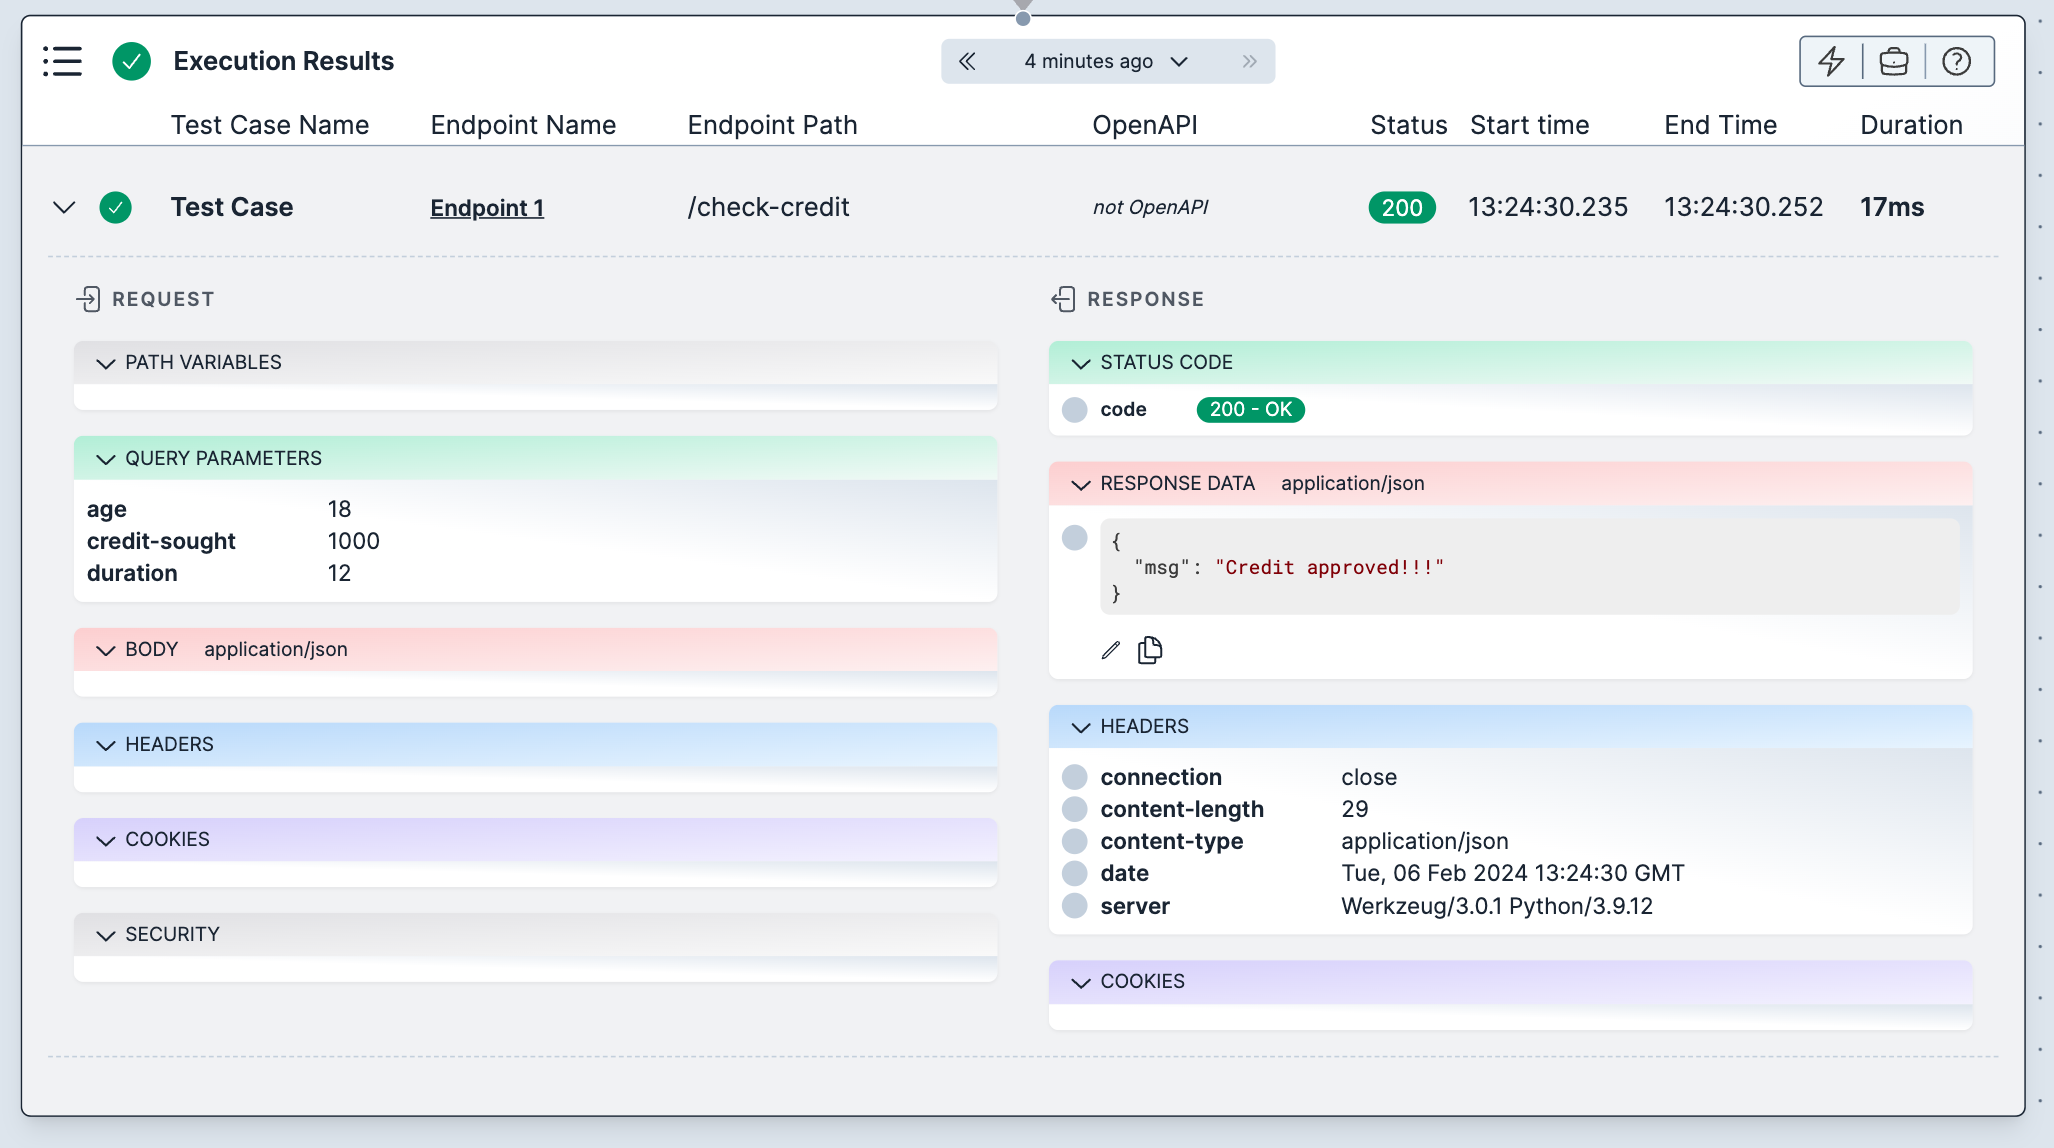 Execution Results
4 minutes ago
Test Case Name Endpoint Name Endpoint Path OpenAPI Status Start time End Time Duration
Test Case Endpoint 1 /check-credit not OpenAPI 200 13:24:30.235 13:24:30.252 17ms
REQUEST
PATH VARIABLES
QUERY PARAMETERS
age 18
credit-sought 1000
duration 12
BODY application/json
HEADERS
COOKIES
SECURITY
RESPONSE
STATUS CODE
code 200 - OK
RESPONSE DATA application/json
{
"msg": "Credit approved!!!"
}
HEADERS
connection close
content-length 29
content-type application/json
date Tue, 06 Feb 2024 13:24:30 GMT
server Werkzeug/3.0.1 Python/3.9.12
COOKIES